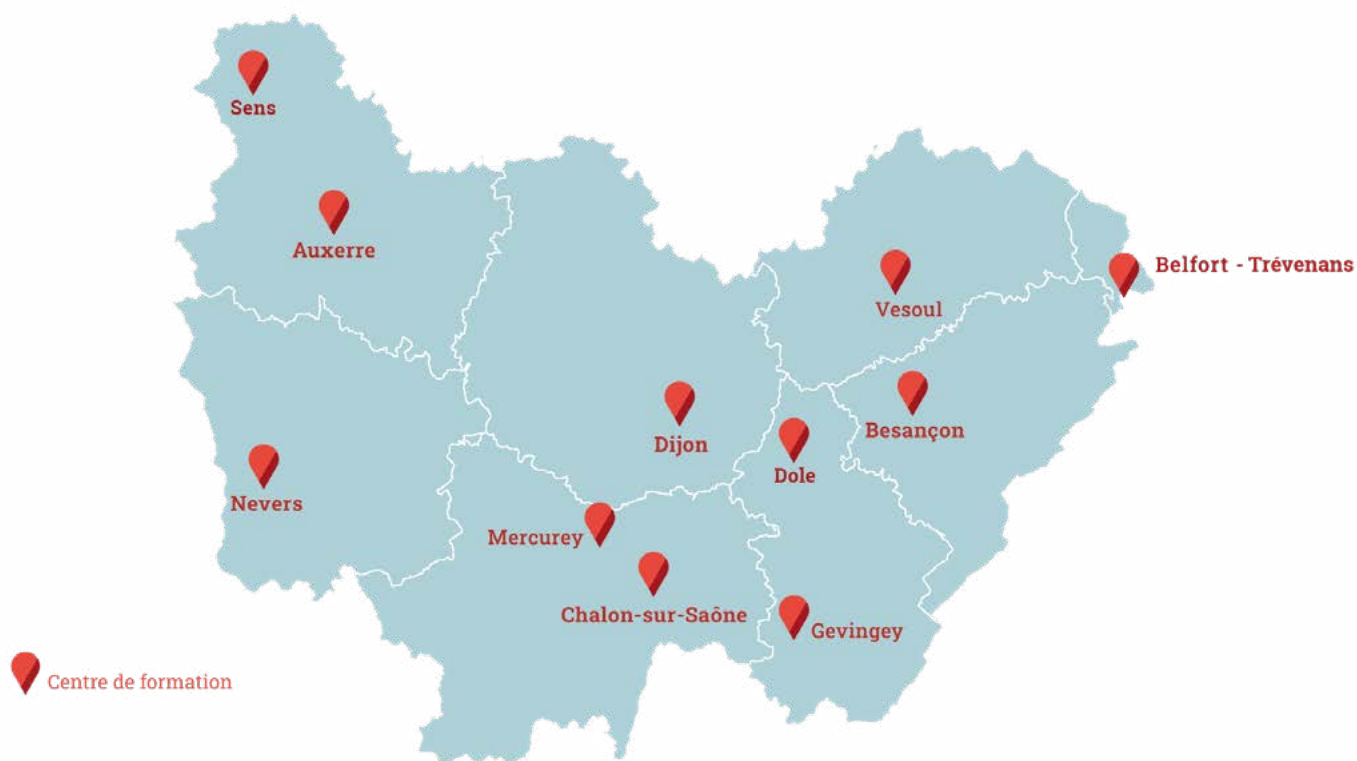 Sens
Auxerre
Belfort - Trévenans
Vesoul
Besançon
Dijon
Dole
Nevers
Mercurey
Chalon-sur-Saône
Gevingey
Centre de formation